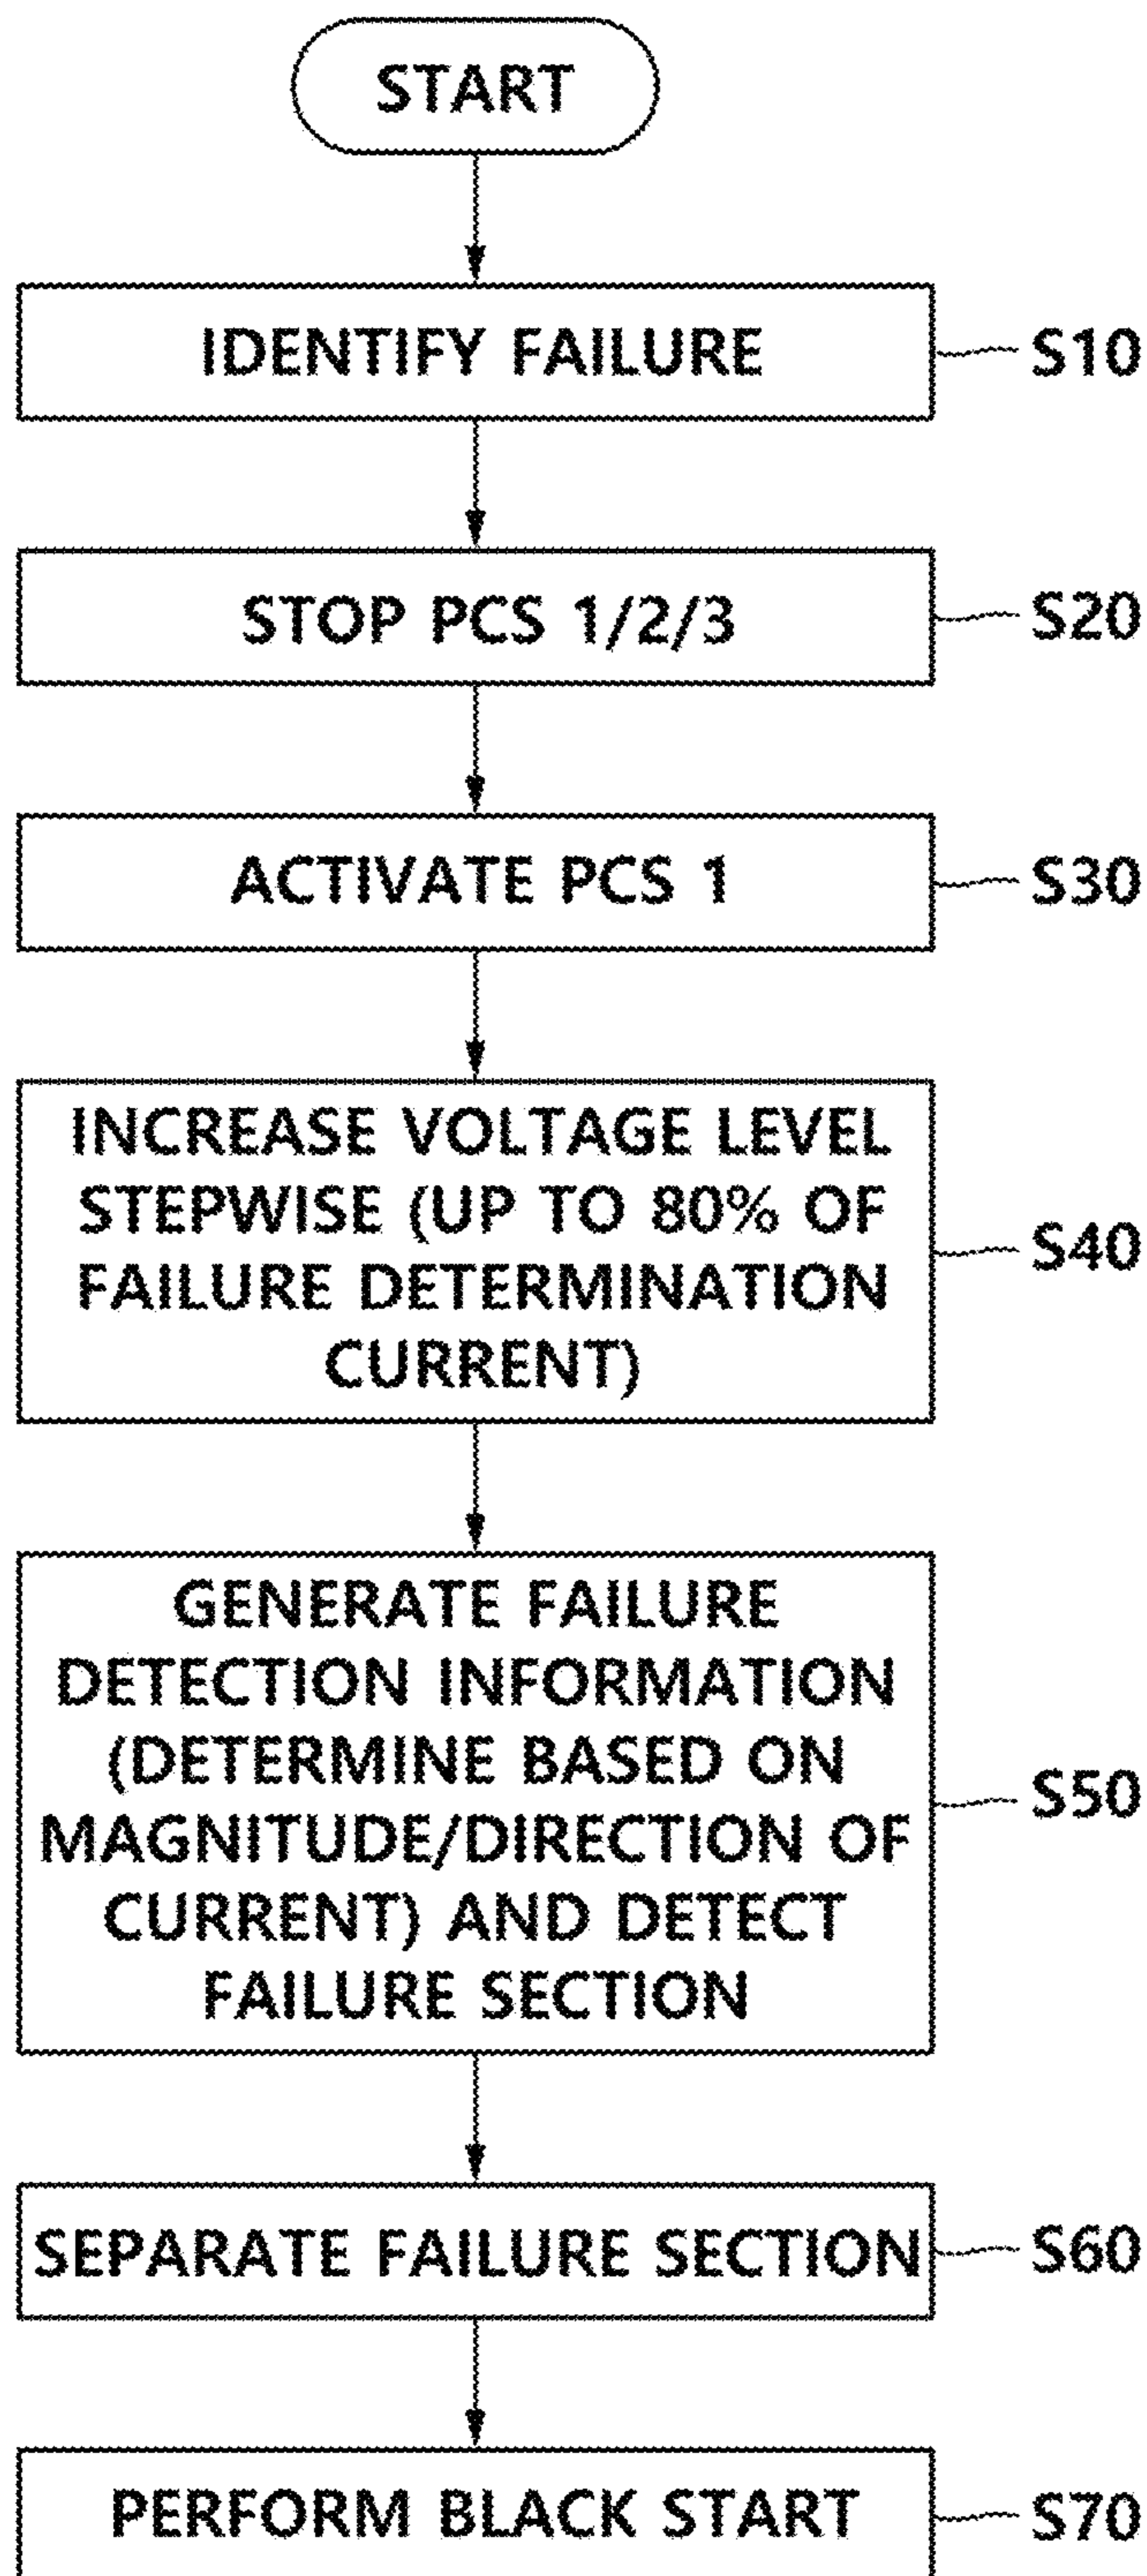 START
IDENTIFY FAILURE
S10
STOP PCS 1/2/3
S20
ACTIVATE PCS 1
S30
INCREASE VOLTAGE LEVEL
STEPWISE (UP TO 80% OF
FAILURE DETERMINATION
CURRENT)
S40
GENERATE FAILURE
DETECTION INFORMATION
(DETERMINE BASED ON
MAGNITUDE/DIRECTION OF
CURRENT) AND DETECT
FAILURE SECTION
S50
SEPARATE FAILURE SECTION
S60
PERFORM BLACK START
S70